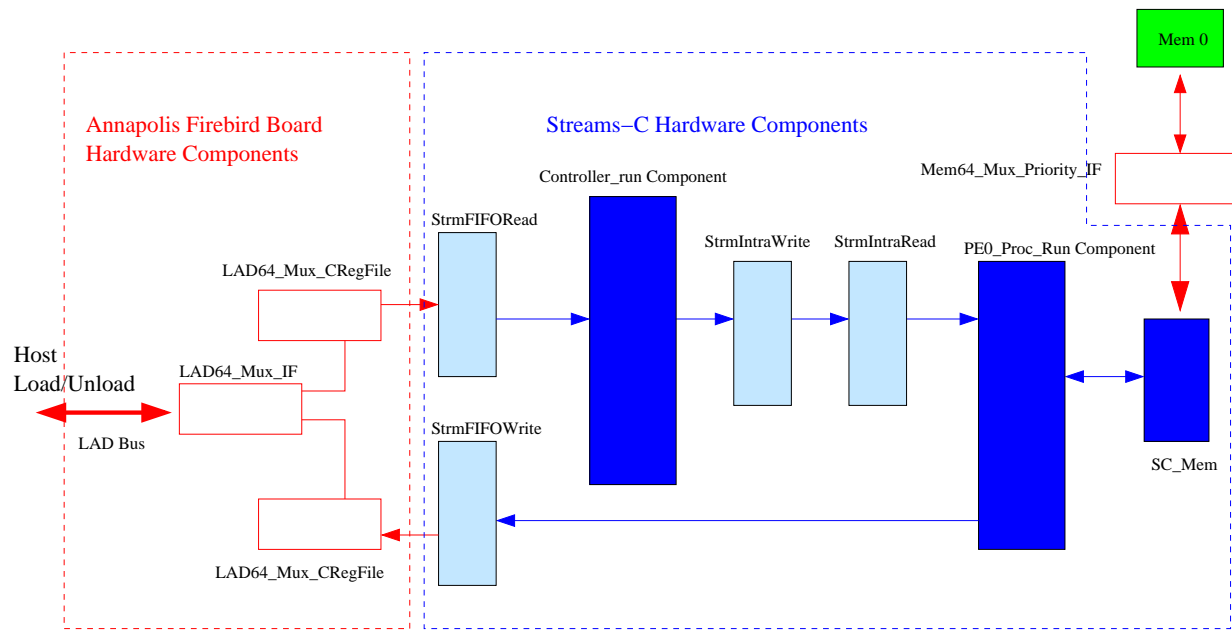 Mem 0
Annapolis Firebird Board
Hardware Components
Streams−C Hardware Components
Mem64_Mux_Priority_IF
Controller_run Component
StrmFIFORead
StrmIntraWrite
StrmIntraRead
PE0_Proc_Run Component
LAD64_Mux_CRegFile
Host
Load/Unload
LAD64_Mux_IF
LAD Bus
StrmFIFOWrite
SC_Mem
LAD64_Mux_CRegFile